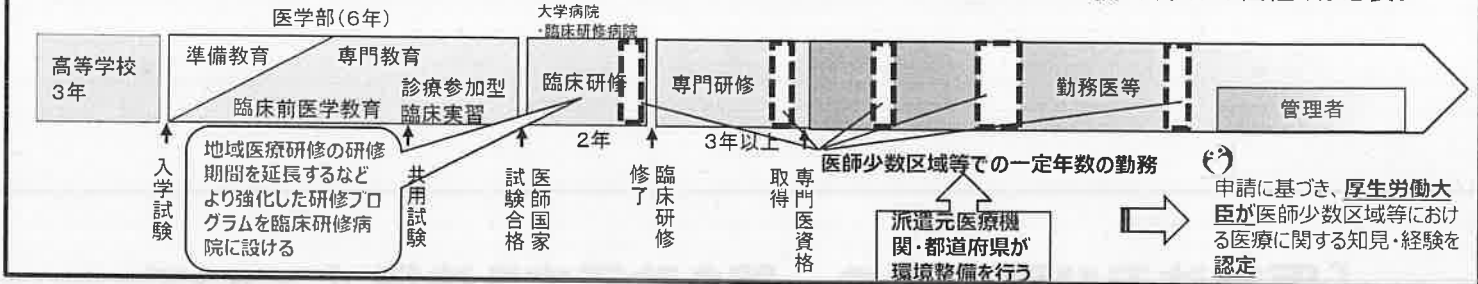 医学部(6年)
大学病院
・臨床研修病院
高等学校
3年
準備教育
専門教育
臨床前医学教育
診療参加型
臨床実習
臨床研修
専門研修
勤務医等
管理者
2年
3年以上
入学試験
地域医療研修の研修
期間を延長するなど
より強化した研修プロ
グラムを臨床研修病
院に設ける
共用試験
医師国家
試験合格
臨床研修
修了
専門医資格
取得
医師少数区域等での一定年数の勤務
派遣元医療機
関・都道府県が
環境整備を行う
申請に基づき、厚生労働大
臣が医師少数区域等におけ
る医療に関する知見・経験を
認定